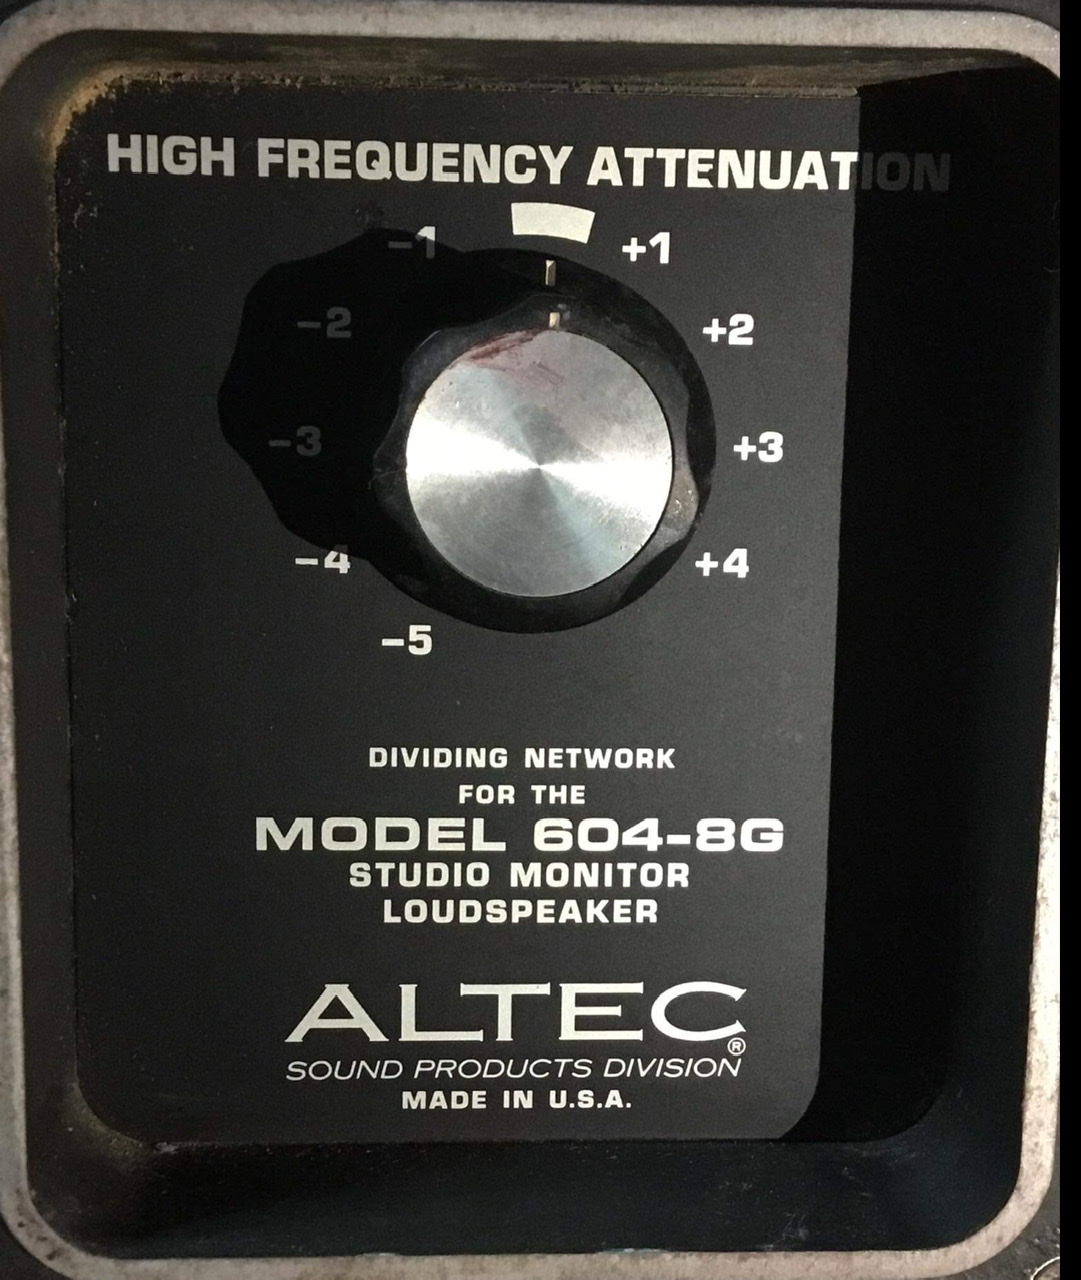 HIGH FREQUENCY ATTENUATION
-1 +1
-2 +2
-3 +3
-4 +4
-5
DIVIDING NETWORK
FOR THE
MODEL 604-8G
STUDIO MONITOR
LOUDSPEAKER
ALTEC®
SOUND PRODUCTS DIVISION
MADE IN U.S.A.